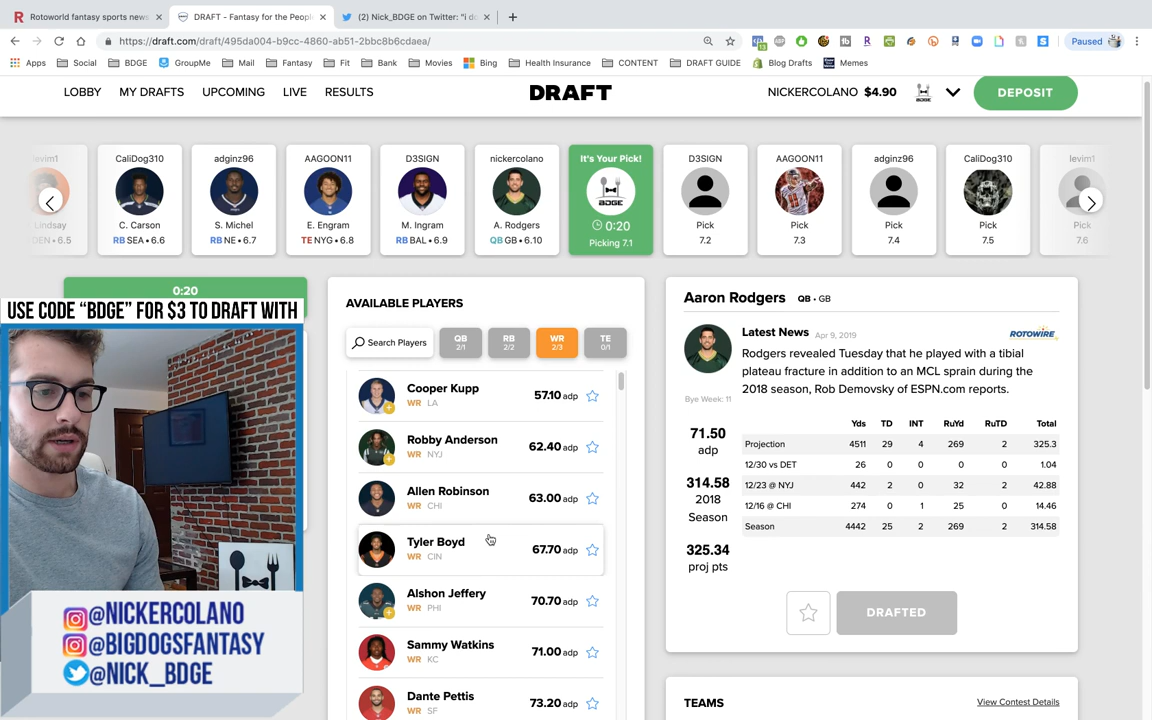 Rotoworld fantasy sports news
DRAFT - Fantasy for the Peopl
(2) Nick_BDGE on Twitter: "i d
https://draft.com/draft/495da004-b9cc-4860-ab51-2bbc8b6cdaea/
Paused
Apps
Social
BDGE
GroupMe
Mail
Fantasy
Fit
Bank
Movies
Bing
Health Insurance
CONTENT
DRAFT GUIDE
Blog Drafts
Memes
LOBBY
MY DRAFTS
UPCOMING
LIVE
RESULTS
DRAFT
NICKERCOLANO $4.90
DEPOSIT
levim1
Lindsay
DEN • 6.5
CaliDog310
C. Carson
RB SEA • 6.6
adginz96
S. Michel
RB NE • 6.7
AAGOON11
E. Engram
TE NYG • 6.8
D3SIGN
M. Ingram
RB BAL • 6.9
nickercolano
A. Rodgers
QB GB • 6.10
It's Your Pick!
BDGE
0:20
Picking 7.1
D3SIGN
Pick
7.2
AAGOON11
Pick
7.3
adginz96
Pick
7.4
CaliDog310
Pick
7.5
levim1
Pick
7.6
0:20
USE CODE "BDGE" FOR $3 TO DRAFT WITH
BDGE
@NICKERCOLANO
@BIGDOGSFANTASY
@NICK__BDGE
AVAILABLE PLAYERS
Search Players
QB
2/1
RB
2/2
WR
2/3
TE
0/1
Cooper Kupp
WR LA
57.10 adp
Robby Anderson
WR NYJ
62.40 adp
Allen Robinson
WR CHI
63.00 adp
Tyler Boyd
WR CIN
67.70 adp
Alshon Jeffery
WR PHI
70.70 adp
Sammy Watkins
WR KC
71.00 adp
Dante Pettis
WR SF
73.20 adp
Aaron Rodgers QB • GB
Latest News Apr 9, 2019
ROTOWIRE
Rodgers revealed Tuesday that he played with a tibial
plateau fracture in addition to an MCL sprain during the
2018 season, Rob Demovsky of ESPN.com reports.
Bye Week: 11
71.50
adp
314.58
2018
Season
325.34
proj pts
Yds TD INT RuYd RuTD Total
Projection 4511 29 4 269 2 325.3
12/30 vs DET 26 0 0 0 0 1.04
12/23 @ NYJ 442 2 0 32 2 42.88
12/16 @ CHI 274 0 1 25 0 14.46
Season 4442 25 2 269 2 314.58
DRAFTED
TEAMS
View Contest Details